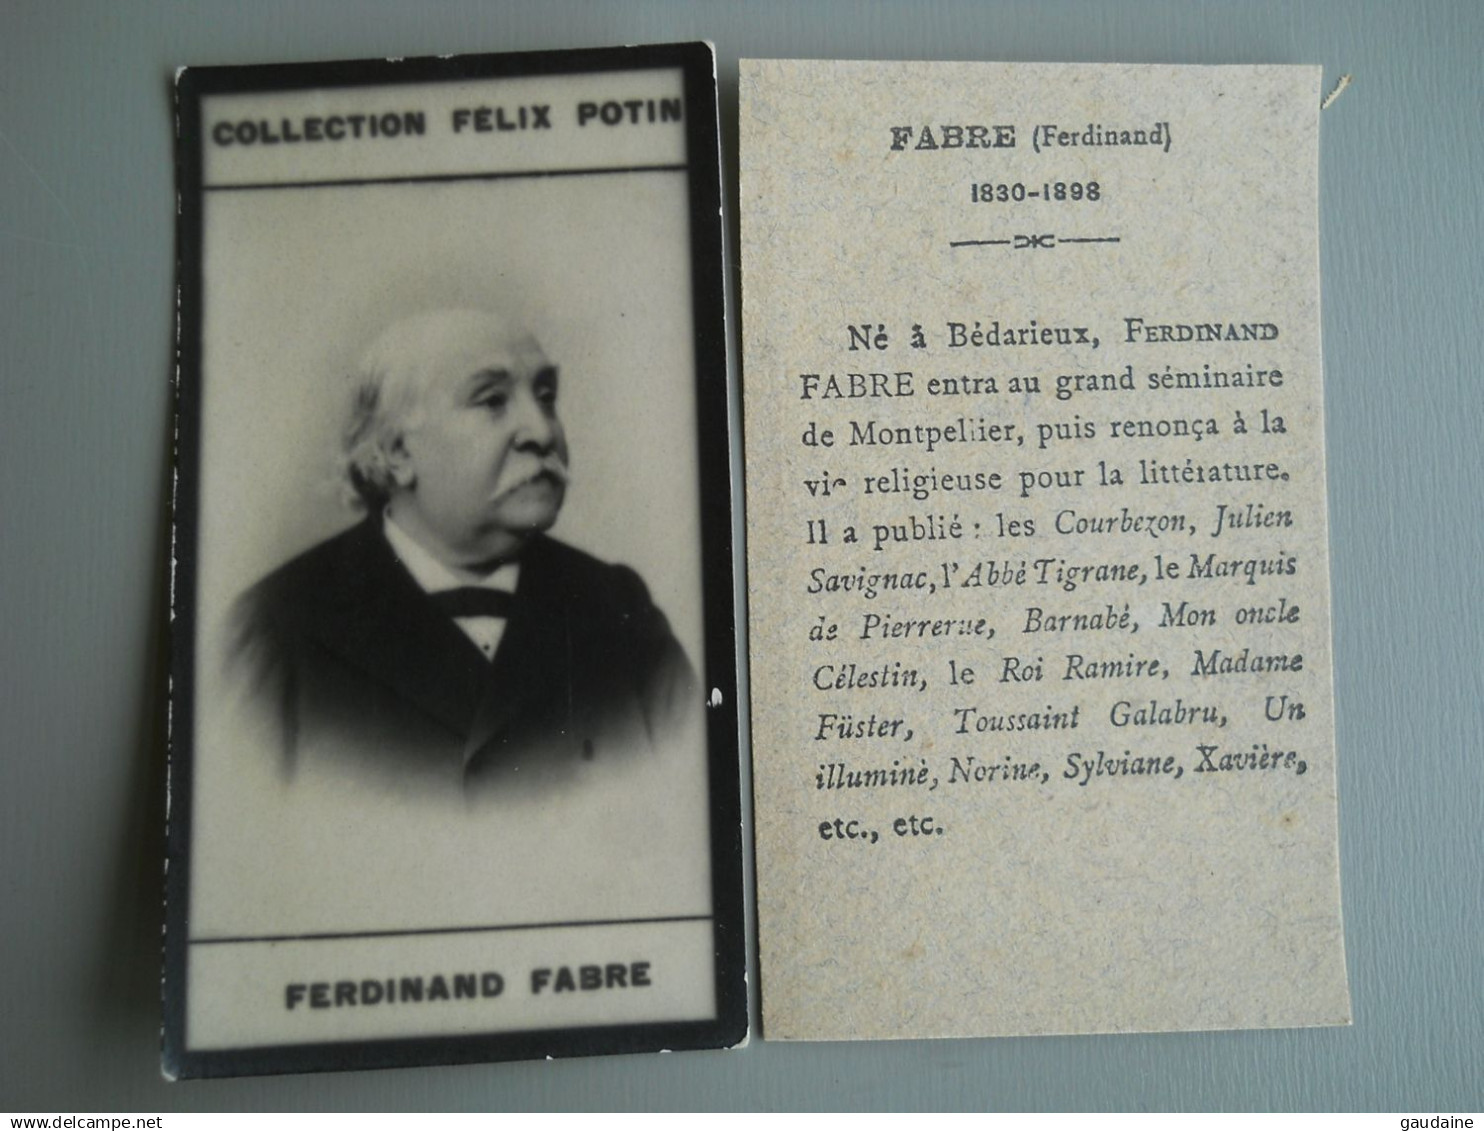 COLLECTION FÉLIX POTIN
FERDINAND FABRE
FABRE (Ferdinand)
1830-1898
Né à Bédarieux, FERDINAND
FABRE entra au grand séminaire
de Montpellier, puis renonça à la
vie religieuse pour la littérature.
Il a publié : les Courbezon, Julien
Savignac, l'Abbé Tigrane, le Marquis
de Pierrerue, Barnabé, Mon oncle
Célestin, le Roi Ramire, Madame
Füster, Toussaint Galabru, Un
illuminè, Norine, Sylviane, Xavière,
etc., etc.
www.delcampe.net
gaudaine